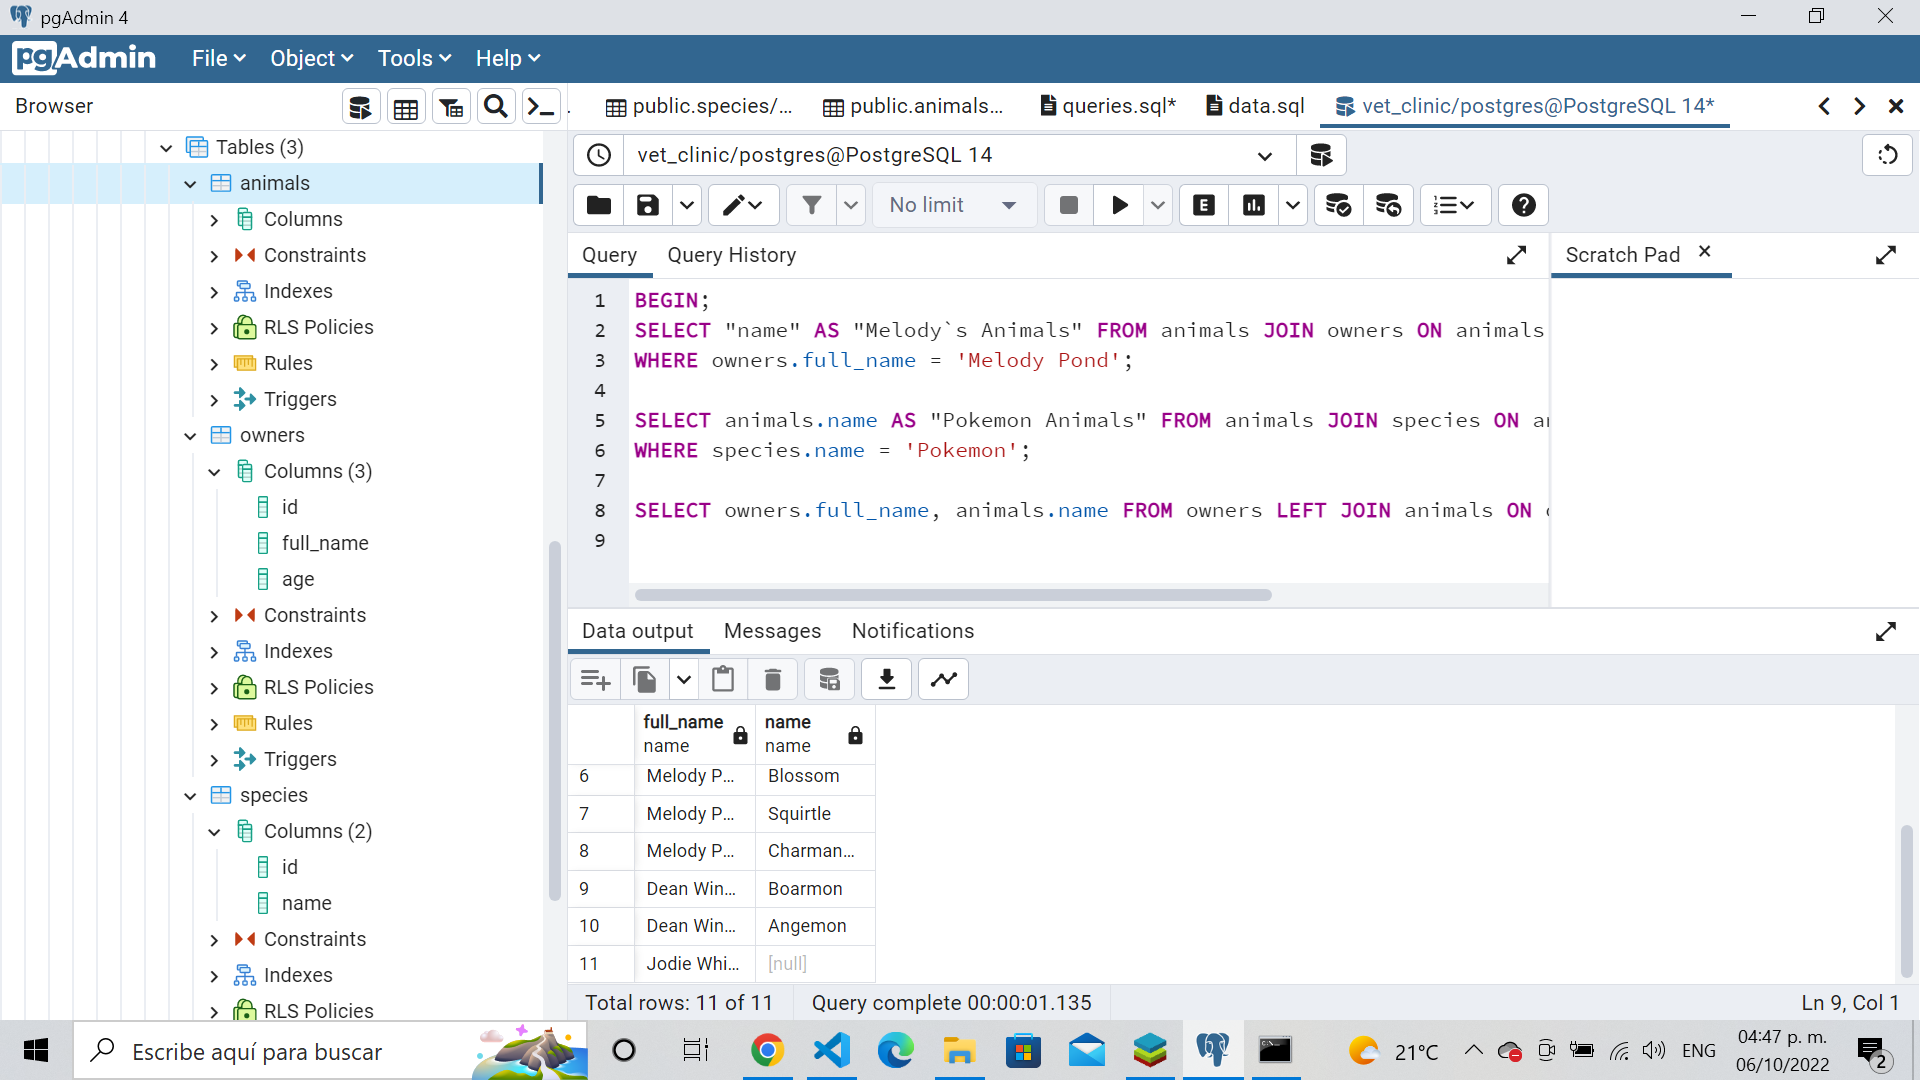 pgAdmin 4
pgAdmin File Object Tools Help
Browser
public.species/...
public.animals...
queries.sql*
data.sql
vet_clinic/postgres@PostgreSQL 14*
Tables (3)
animals
Columns
Constraints
Indexes
RLS Policies
Rules
Triggers
owners
Columns (3)
id
full_name
age
Constraints
Indexes
RLS Policies
Rules
Triggers
species
Columns (2)
id
name
Constraints
Indexes
RLS Policies
vet_clinic/postgres@PostgreSQL 14
No limit
E
Query Query History
Scratch Pad
1 BEGIN;
2 SELECT "name" AS "Melody`s Animals" FROM animals JOIN owners ON animals
3 WHERE owners.full_name = 'Melody Pond';
4
5 SELECT animals.name AS "Pokemon Animals" FROM animals JOIN species ON a
6 WHERE species.name = 'Pokemon';
7
8 SELECT owners.full_name, animals.name FROM owners LEFT JOIN animals ON
9
Data output Messages Notifications
full_name name
name name
6 Melody P... Blossom
7 Melody P... Squirtle
8 Melody P... Charman...
9 Dean Win... Boarmon
10 Dean Win... Angemon
11 Jodie Whi... [null]
Total rows: 11 of 11 Query complete 00:00:01.135 Ln 9, Col 1
Escribe aquí para buscar
21°C
ENG
04:47 p. m.
06/10/2022
2